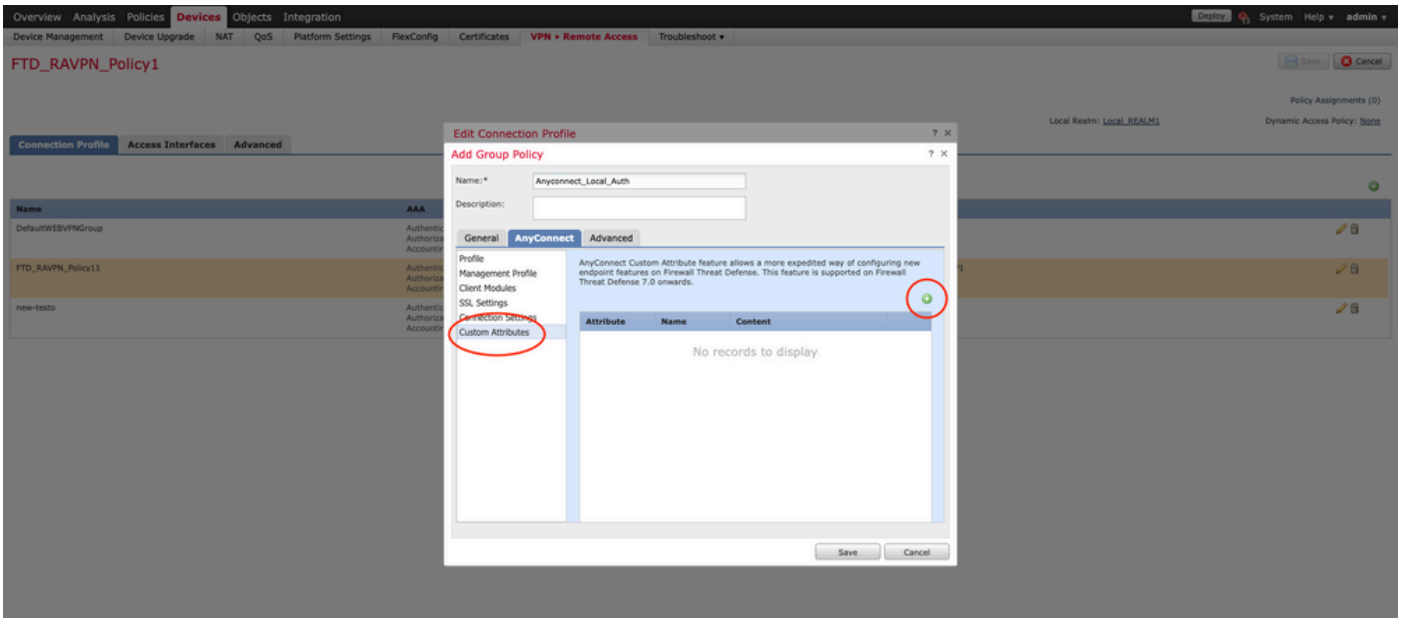 Overview Analysis Policies Devices Objects Integration Deploy System Help admin
Device Management Device Upgrade NAT QoS Platform Settings FlexConfig Certificates VPN Remote Access Troubleshoot
FTD_RAVPN_Policy1
Save Cancel
Policy Assignments (0)
Local Realm: Local_REALM1 Dynamic Access Policy: None
Connection Profile Access Interfaces Advanced
Name AAA
DefaultWEBVPNGroup
FTD_RAVPN_Policy11
new-testo
Edit Connection Profile ? ×
Add Group Policy ? ×
Name:* Anyconnect_Local_Auth
Description:
General AnyConnect Advanced
Profile
Management Profile
Client Modules
SSL Settings
Connection Settings
Custom Attributes
AnyConnect Custom Attribute feature allows a more expedited way of configuring new
endpoint features on Firewall Threat Defense. This feature is supported on Firewall
Threat Defense 7.0 onwards.
Attribute Name Content
No records to display
Save Cancel